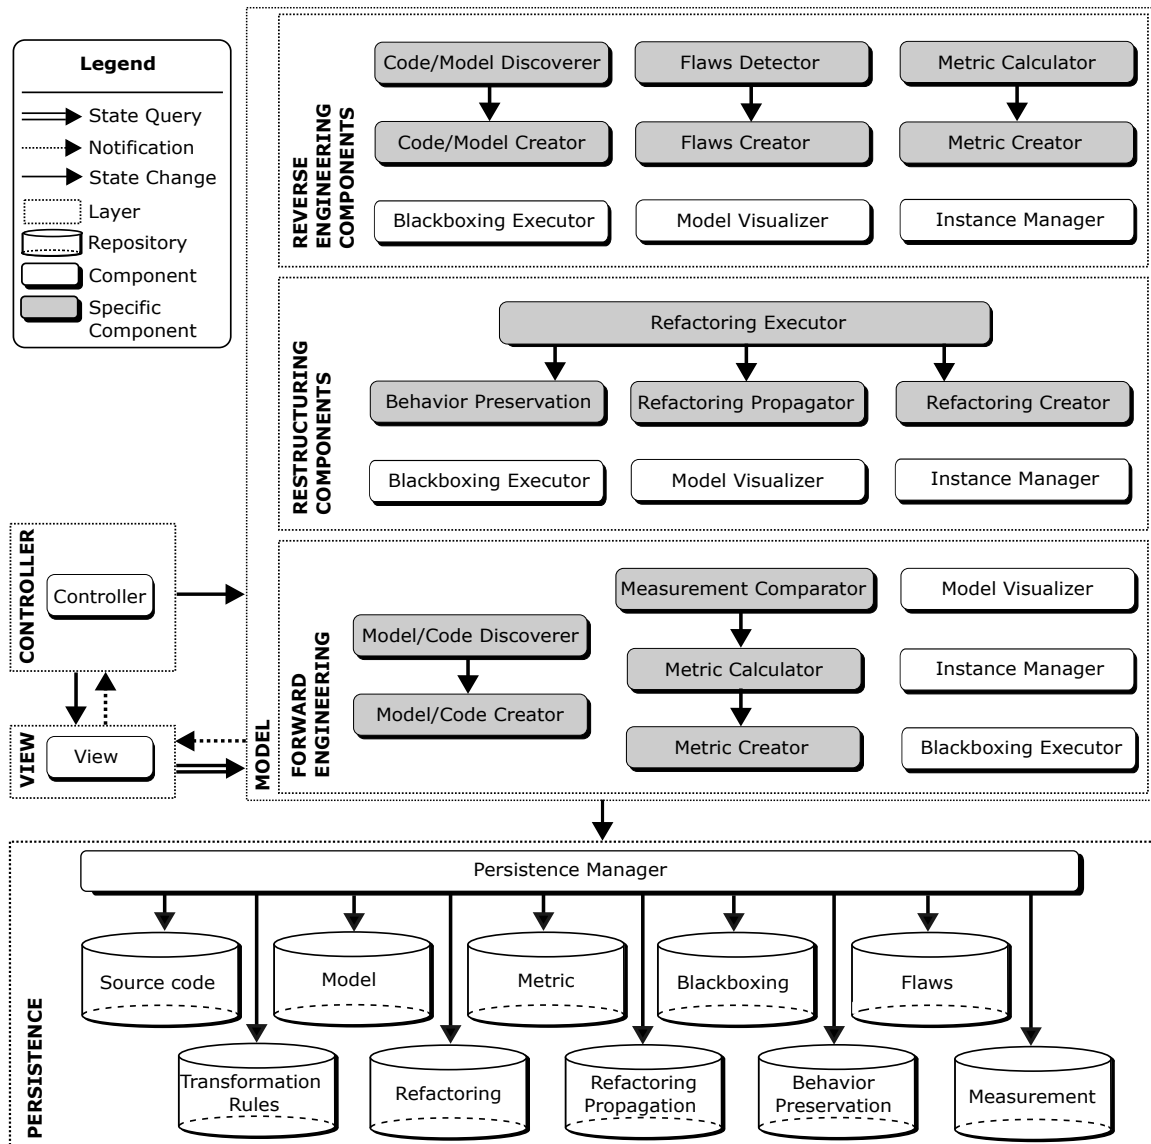 Legend
State Query
Notification
State Change
Layer
Repository
Component
Specific
Component
REVERSE
ENGINEERING
COMPONENTS
Code/Model Discoverer
Flaws Detector
Metric Calculator
Code/Model Creator
Flaws Creator
Metric Creator
Blackboxing Executor
Model Visualizer
Instance Manager
RESTRUCTURING
COMPONENTS
Refactoring Executor
Behavior Preservation
Refactoring Propagator
Refactoring Creator
Blackboxing Executor
Model Visualizer
Instance Manager
CONTROLLER
Controller
VIEW
View
MODEL
FORWARD
ENGINEERING
Model/Code Discoverer
Model/Code Creator
Measurement Comparator
Metric Calculator
Metric Creator
Model Visualizer
Instance Manager
Blackboxing Executor
PERSISTENCE
Persistence Manager
Source code
Model
Metric
Blackboxing
Flaws
Transformation
Rules
Refactoring
Refactoring
Propagation
Behavior
Preservation
Measurement